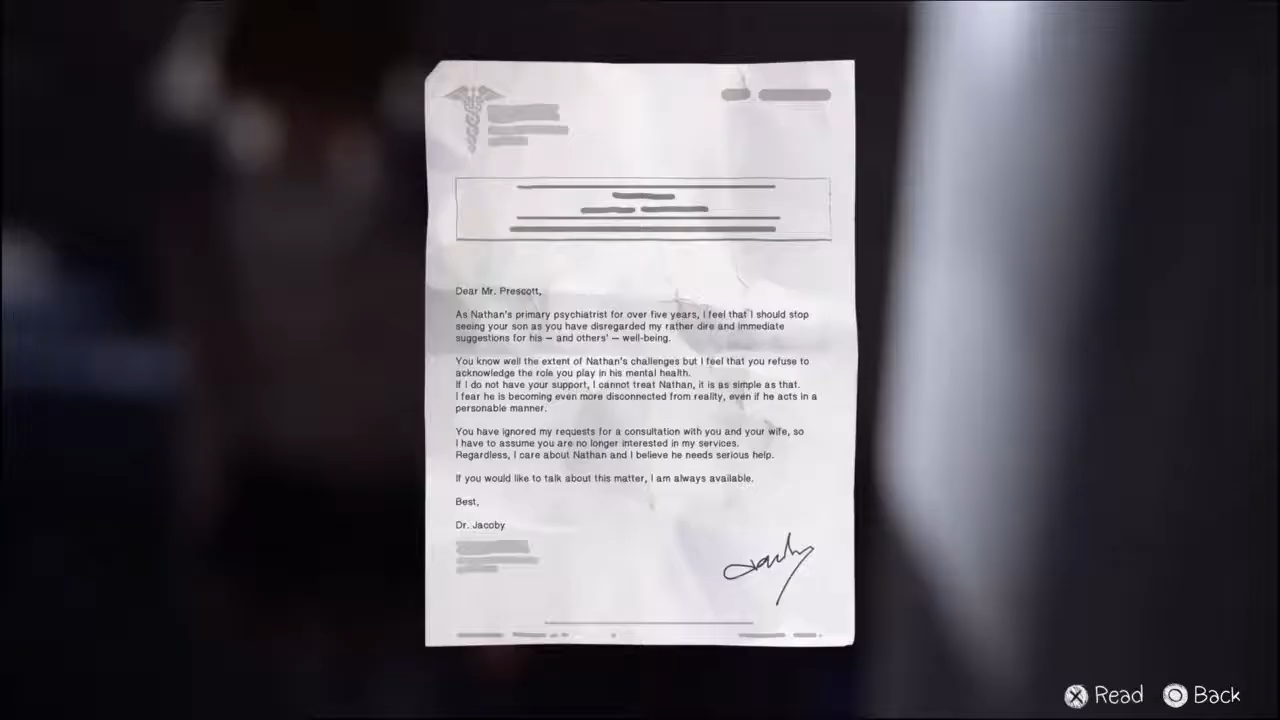 Dear Mr. Prescott,
As Nathan's primary psychiatrist for over five years, I feel that I should stop
seeing your son as you have disregarded my rather dire and immediate
suggestions for his — and others' — well-being.
You know well the extent of Nathan's challenges but I feel that you refuse to
acknowledge the role you play in his mental health.
If I do not have your support, I cannot treat Nathan, it is as simple as that.
I fear he is becoming even more disconnected from reality, even if he acts in a
personable manner.
You have ignored my requests for a consultation with you and your wife, so
I have to assume you are no longer interested in my services.
Regardless, I care about Nathan and I believe he needs serious help.
If you would like to talk about this matter, I am always available.
Best,
Dr. Jacoby
Read Back